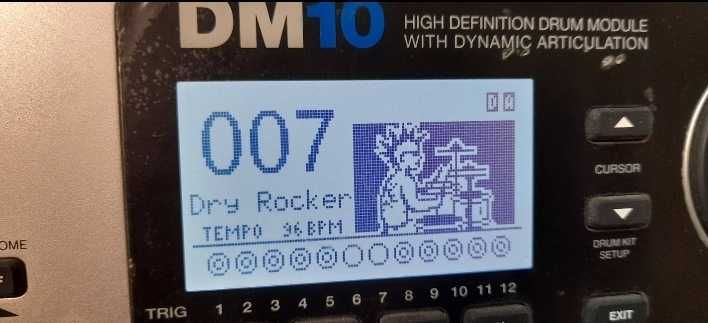 DM10
HIGH DEFINITION DRUM MODULE
WITH DYNAMIC ARTICULATION
007
Dry Rocker
TEMPO 96 BPM
CURSOR
DRUM KIT
SETUP
TRIG 1 2 3 4 5 6 7 8 9 10 11 12
EXIT